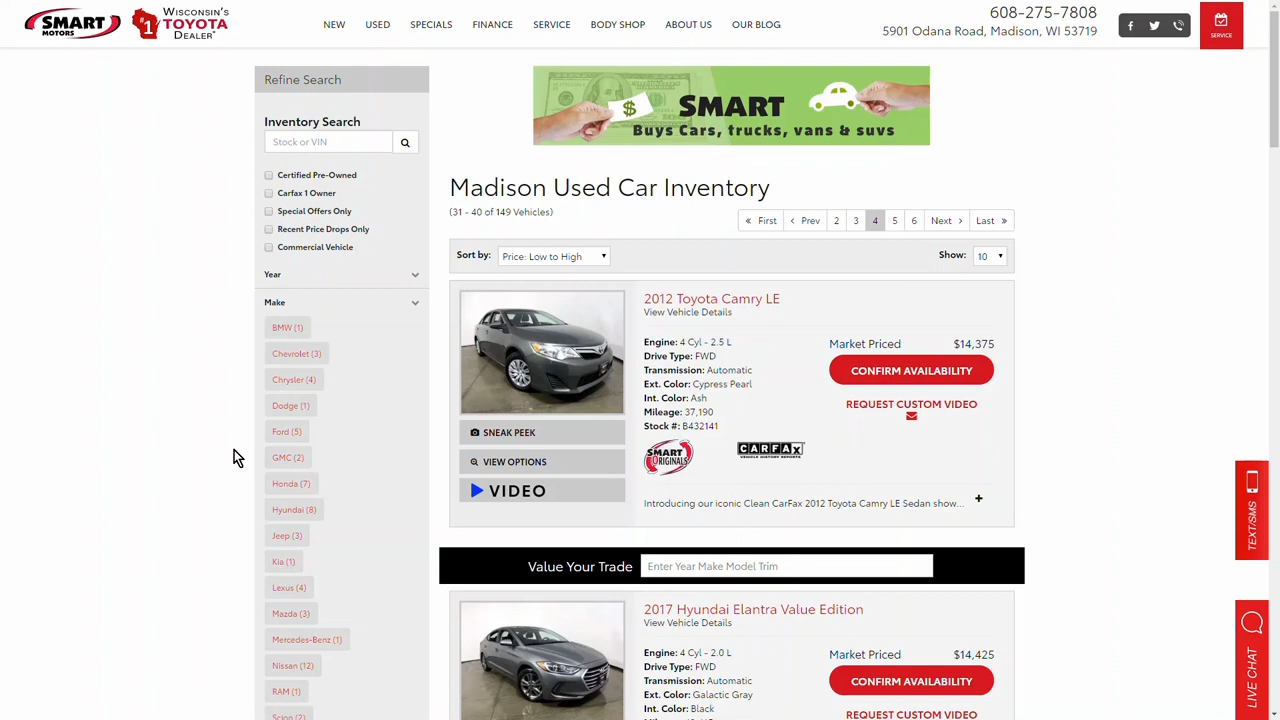 SMART
MOTORS
WISCONSIN'S
#1
TOYOTA
DEALER
NEW
USED
SPECIALS
FINANCE
SERVICE
BODY SHOP
ABOUT US
OUR BLOG
608-275-7808
5901 Odana Road, Madison, WI 53719
SERVICE
Refine Search
Inventory Search
Stock or VIN
Certified Pre-Owned
Carfax 1 Owner
Special Offers Only
Recent Price Drops Only
Commercial Vehicle
Year
Make
BMW (1)
Chevrolet (3)
Chrysler (4)
Dodge (1)
Ford (5)
GMC (2)
Honda (7)
Hyundai (8)
Jeep (3)
Kia (1)
Lexus (4)
Mazda (3)
Mercedes-Benz (1)
Nissan (12)
RAM (1)
Scion (2)
SMART
Buys Cars, trucks, vans & suvs
Madison Used Car Inventory
(31 - 40 of 149 Vehicles)
« First ‹ Prev 2 3 4 5 6 Next › Last »
Sort by: Price: Low to High
Show: 10
2012 Toyota Camry LE
View Vehicle Details
Engine: 4 Cyl - 2.5 L
Drive Type: FWD
Transmission: Automatic
Ext. Color: Cypress Pearl
Int. Color: Ash
Mileage: 37,190
Stock #: B432141
Market Priced $14,375
CONFIRM AVAILABILITY
REQUEST CUSTOM VIDEO
SNEAK PEEK
VIEW OPTIONS
VIDEO
SMART
ORIGINALS
CARFAX
VEHICLE HISTORY REPORTS
Introducing our iconic Clean CarFax 2012 Toyota Camry LE Sedan show...
+
Value Your Trade Enter Year Make Model Trim
2017 Hyundai Elantra Value Edition
View Vehicle Details
Engine: 4 Cyl - 2.0 L
Drive Type: FWD
Transmission: Automatic
Ext. Color: Galactic Gray
Int. Color: Black
Market Priced $14,425
CONFIRM AVAILABILITY
REQUEST CUSTOM VIDEO
TEXT/SMS
LIVE CHAT